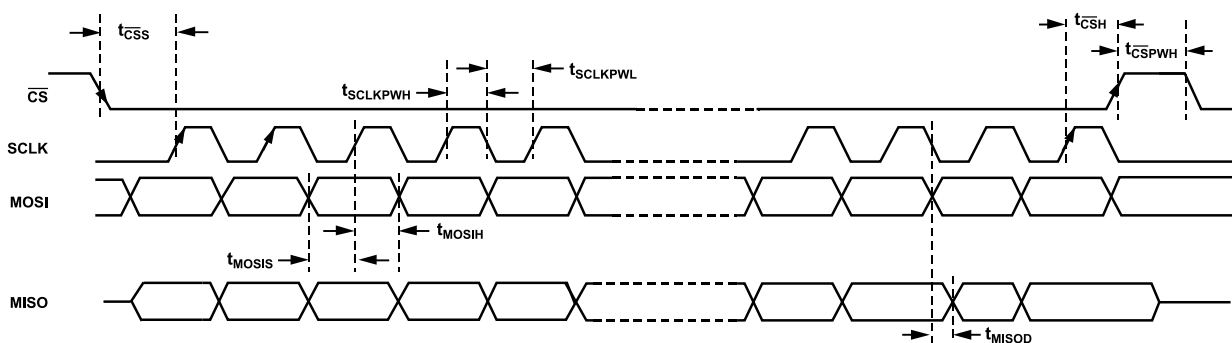 tCSS
tCSH
tCSPWH
tSCLKPWL
tSCLKPWH
CS
SCLK
MOSI
tMOSIH
tMOSIS
MISO
tMISOD